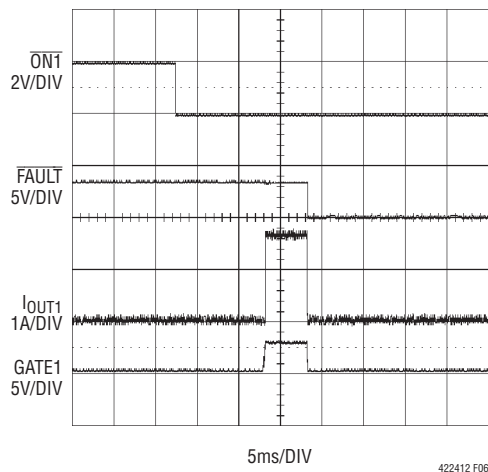 ON1
2V/DIV
FAULT
5V/DIV
IOUT1
1A/DIV
GATE1
5V/DIV
5ms/DIV
422412 F06